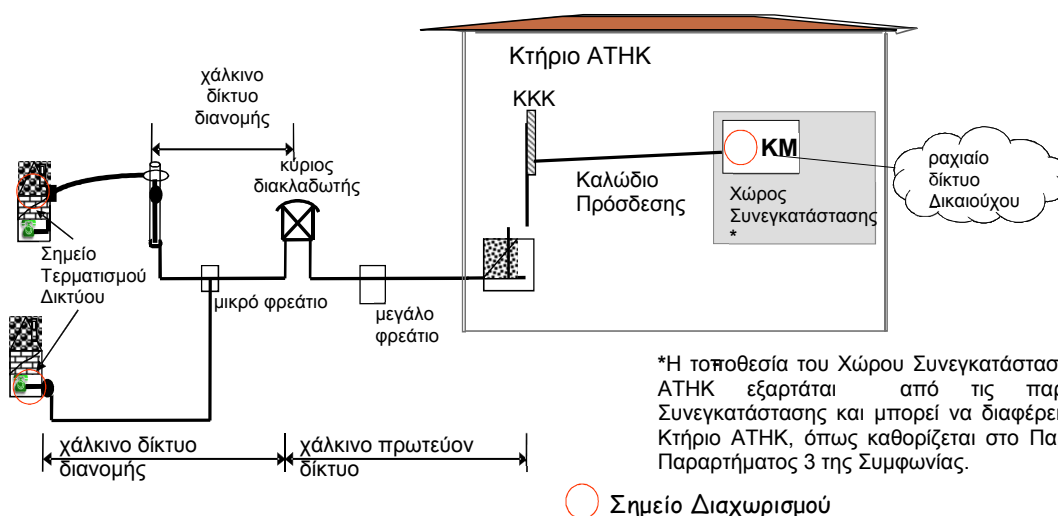 Κτήριο ΑΤΗΚ
χάλκινο
δίκτυο
διανομής
ΚΚΚ
κύριος
διακλαδωτής
ΚΜ
Καλώδιο
Πρόσδεσης
Χώρος
Συνεγκατάστασης
*
ραχιαίο
δίκτυο
Δικαιούχου
Σημείο
Τερματισμού
Δικτύου
μικρό φρεάτιο
μεγάλο
φρεάτιο
χάλκινο δίκτυο
διανομής
χάλκινο πρωτεύον
δίκτυο
*Η τοποθεσία του Χώρου Συνεγκατάστασ
ΑΤΗΚ εξαρτάται από τις παρ
Συνεγκατάστασης και μπορεί να διαφέρει
Κτήριο ΑΤΗΚ, όπως καθορίζεται στο Πα
Παραρτήματος 3 της Συμφωνίας.
Σημείο Διαχωρισμού